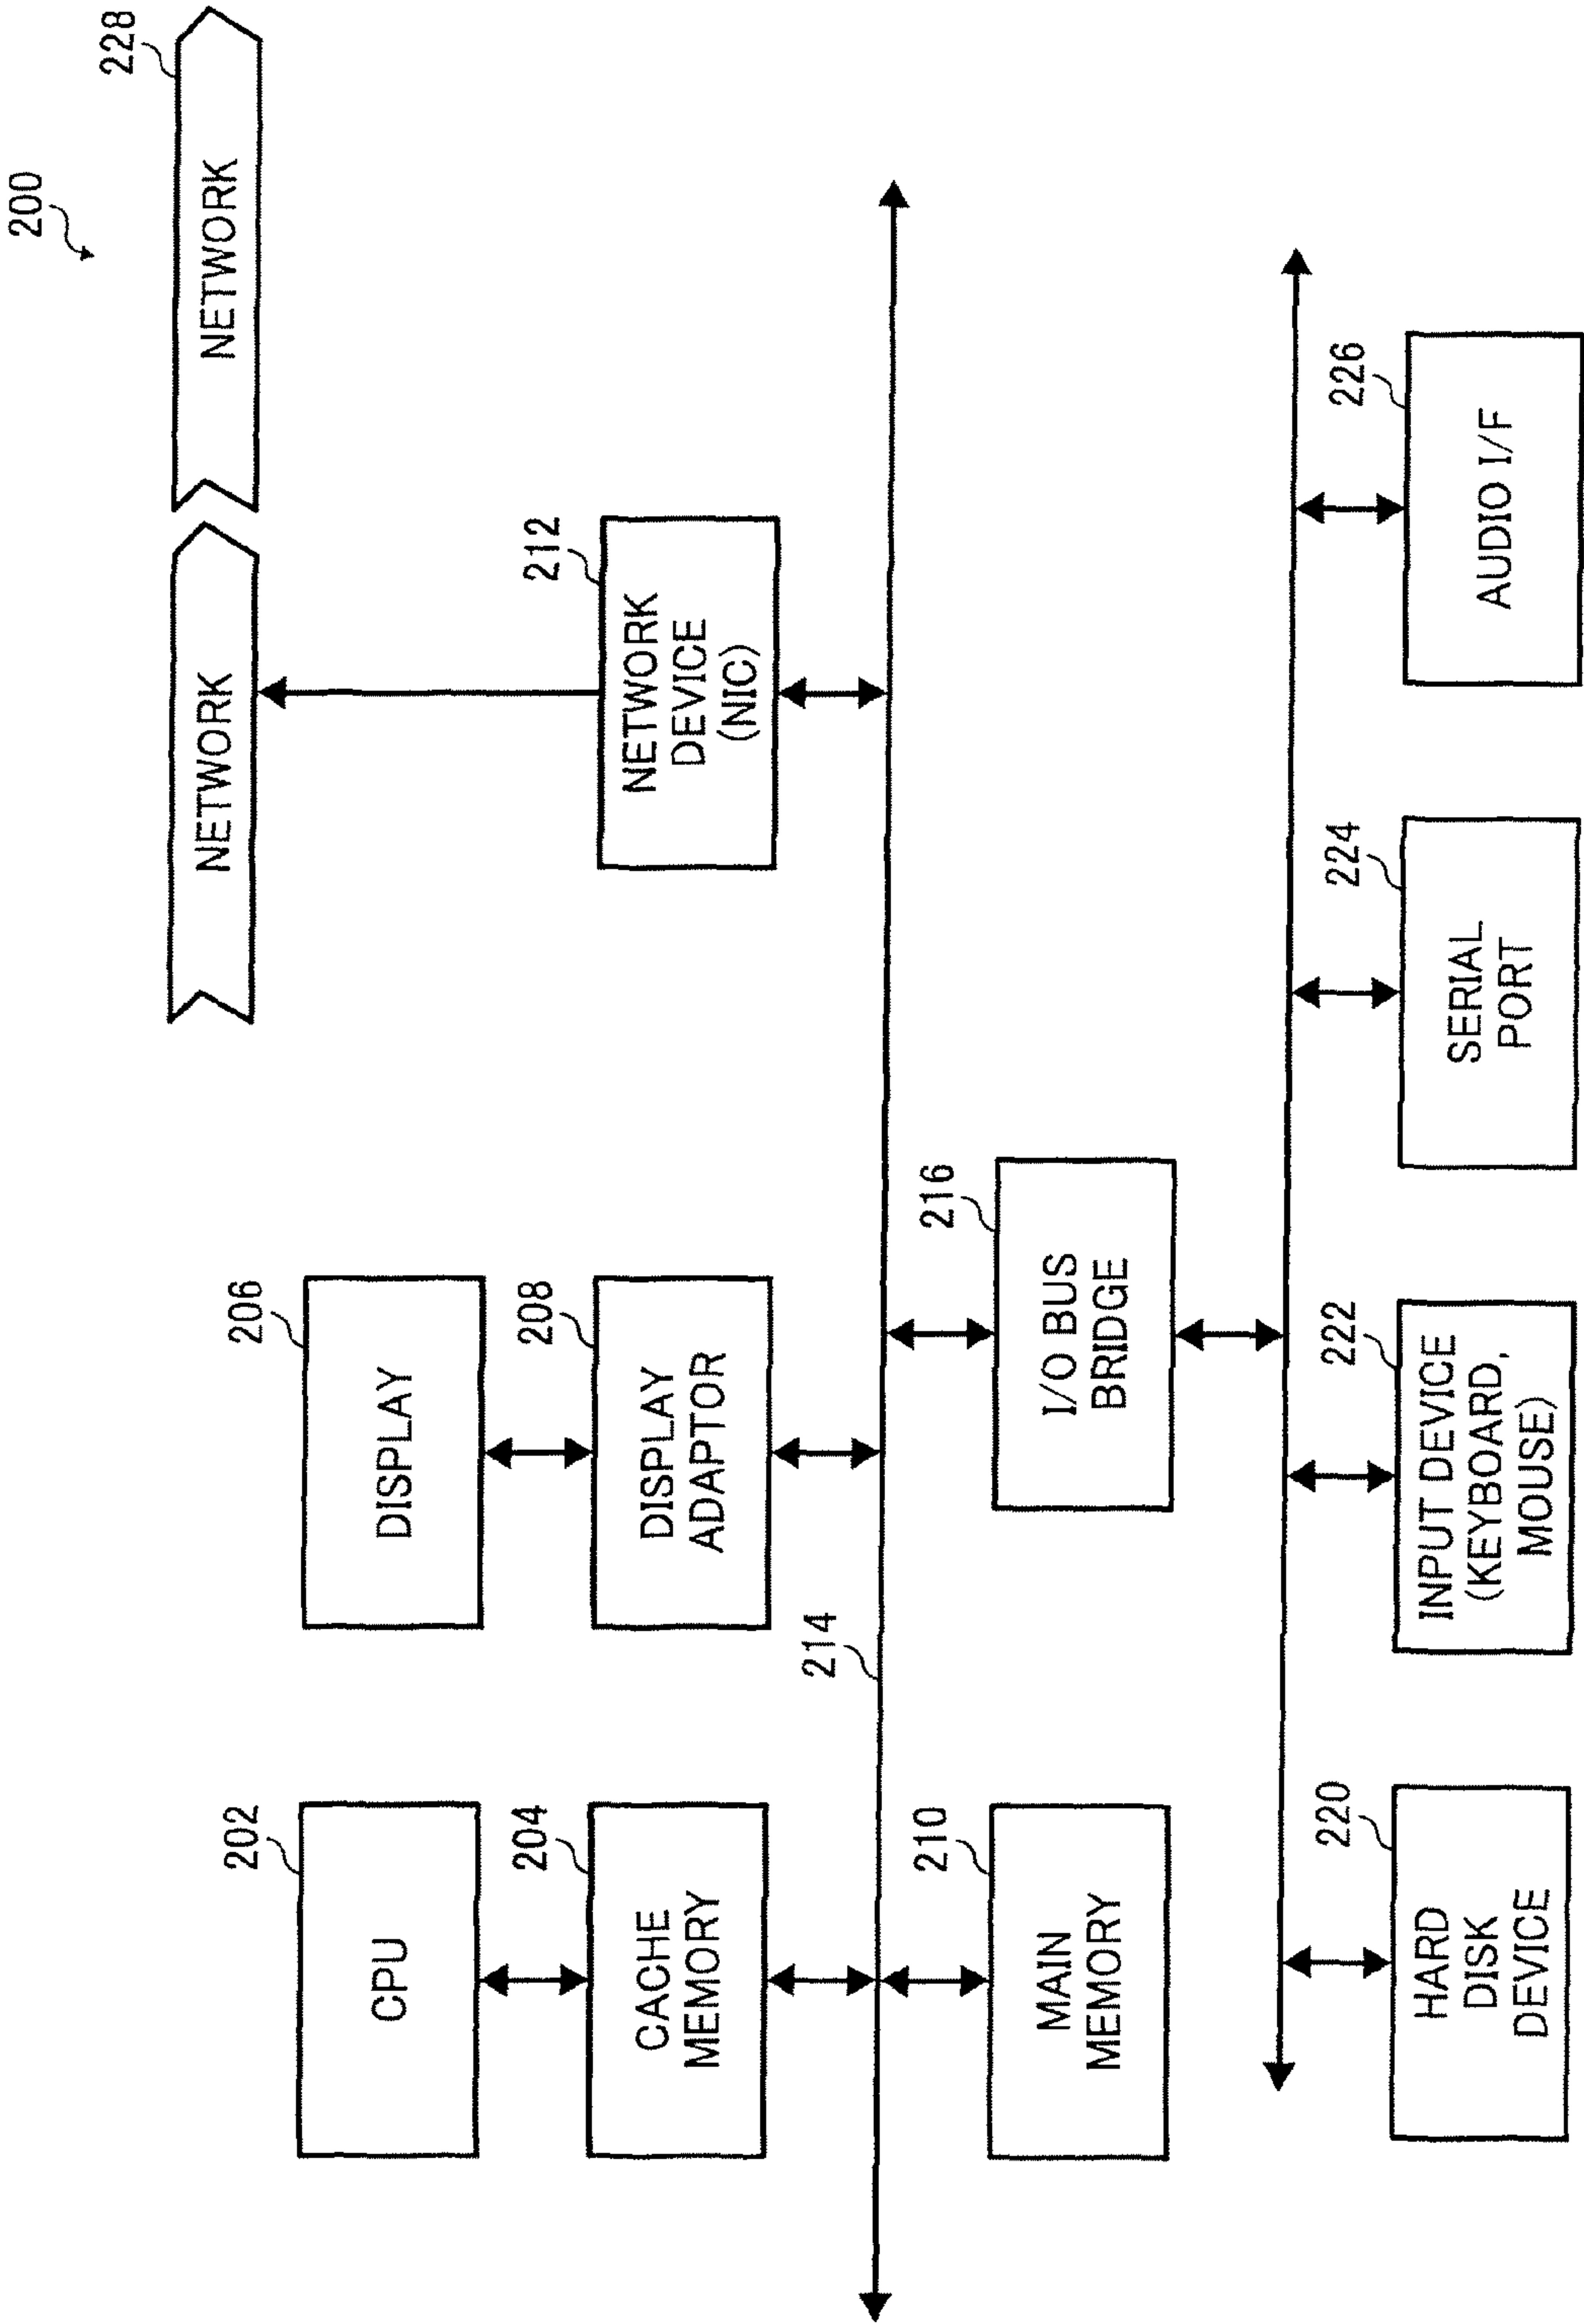 200
228
NETWORK
NETWORK
202
CPU
206
DISPLAY
204
CACHE
MEMORY
208
DISPLAY
ADAPTOR
212
NETWORK
DEVICE
(NIC)
214
210
MAIN
MEMORY
216
I/O BUS
BRIDGE
220
HARD
DISK
DEVICE
222
INPUT DEVICE
(KEYBOARD,
MOUSE)
224
SERIAL
PORT
226
AUDIO I/F